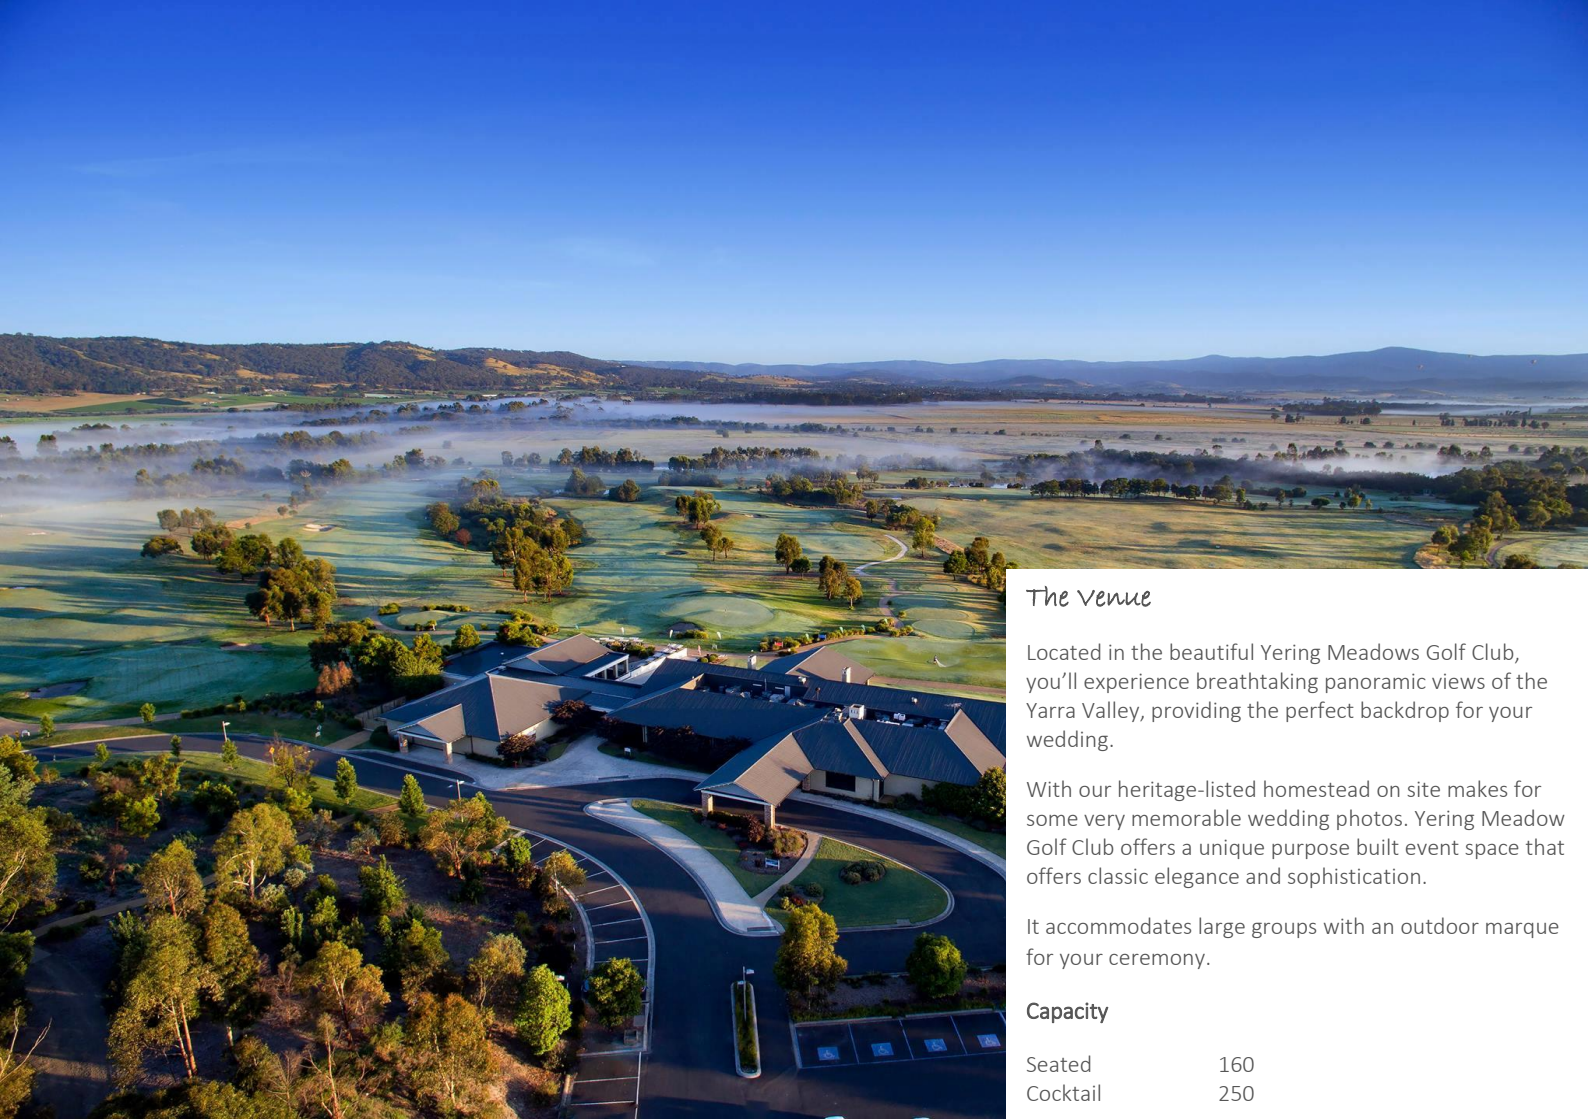 The Venue
Located in the beautiful Yering Meadows Golf Club,
you’ll experience breathtaking panoramic views of the
Yarra Valley, providing the perfect backdrop for your
wedding.
With our heritage-listed homestead on site makes for
some very memorable wedding photos. Yering Meadow
Golf Club offers a unique purpose built event space that
offers classic elegance and sophistication.
It accommodates large groups with an outdoor marque
for your ceremony.
Capacity
Seated 160
Cocktail 250